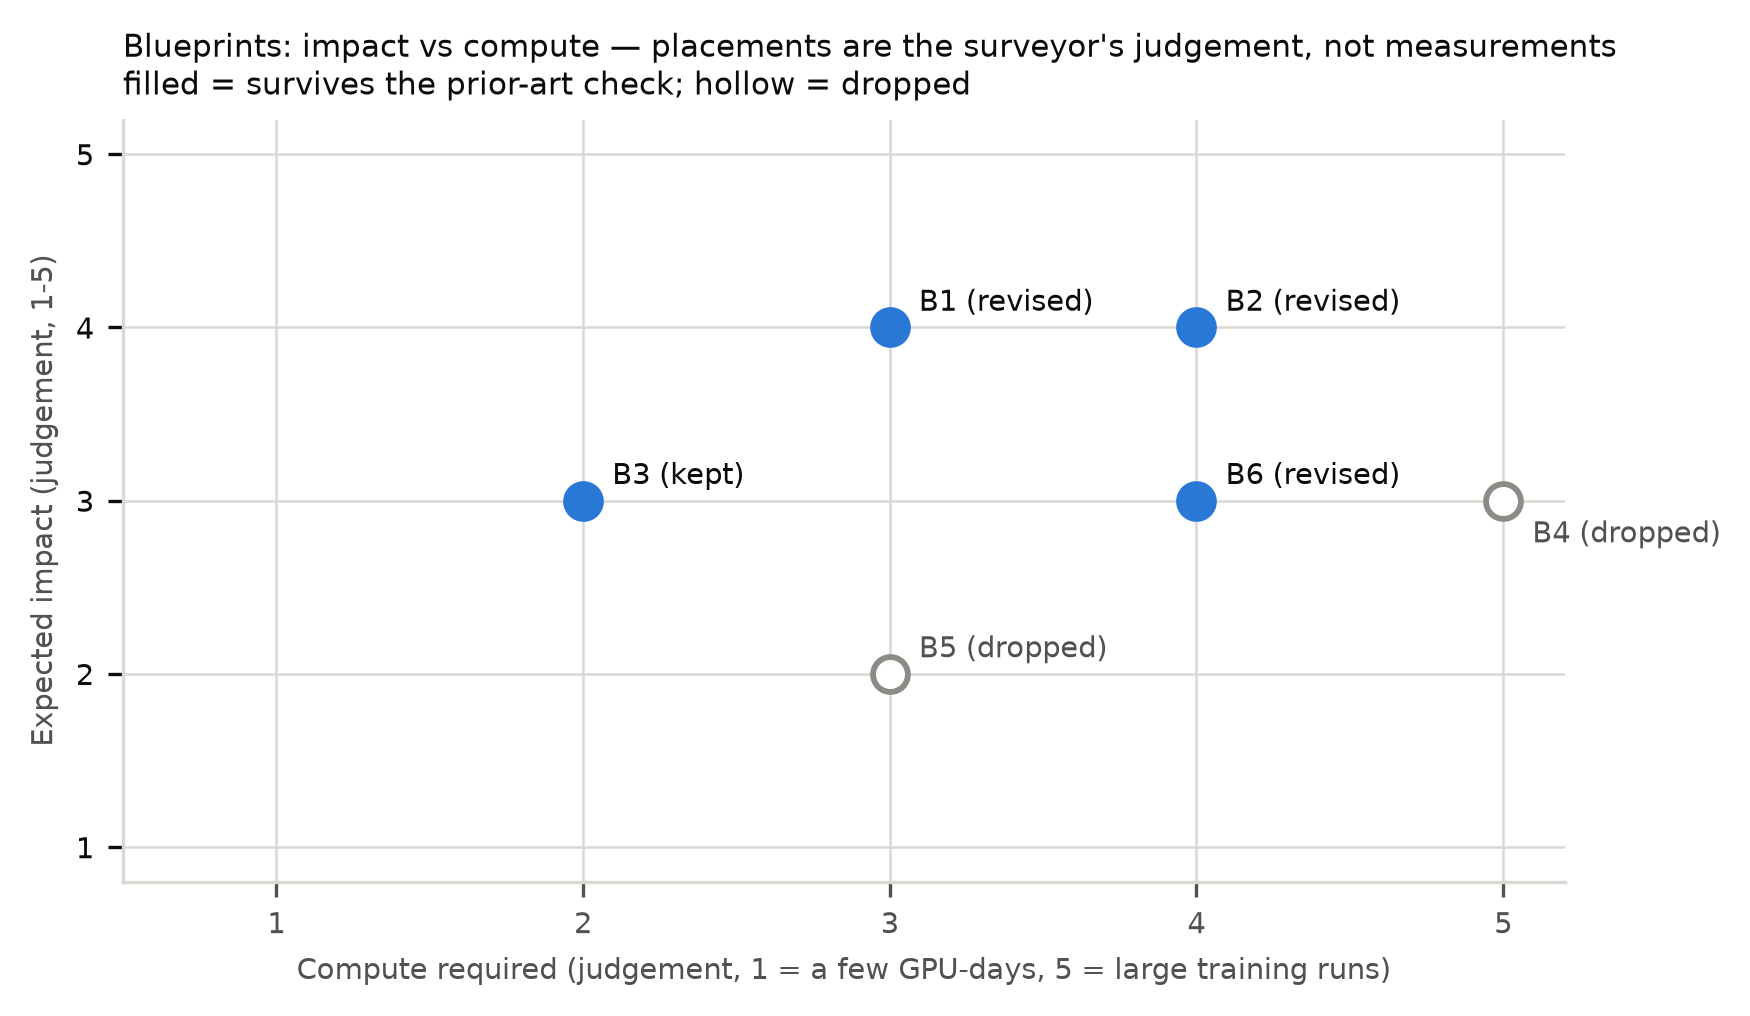 Blueprints: impact vs compute — placements are the surveyor's judgement, not measurements
filled = survives the prior-art check; hollow = dropped
Expected impact (judgement, 1-5)
5
4
3
2
1
B1 (revised)
B2 (revised)
B3 (kept)
B6 (revised)
B4 (dropped)
B5 (dropped)
1
2
3
4
5
Compute required (judgement, 1 = a few GPU-days, 5 = large training runs)